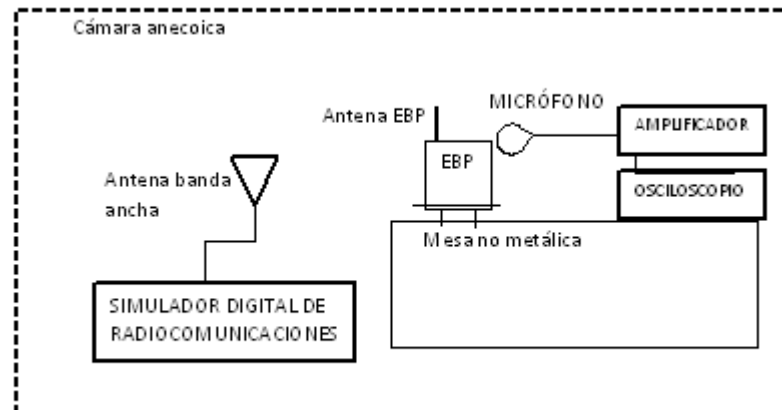 Cámara anecoica
MICRÓFONO
Antena EBP
AMPLIFICADOR
EBP
Antena banda
ancha
OSCILOSCOPIO
Mesa no metálica
SIMULADOR DIGITAL DE
RADIOCOMUNICACIONES